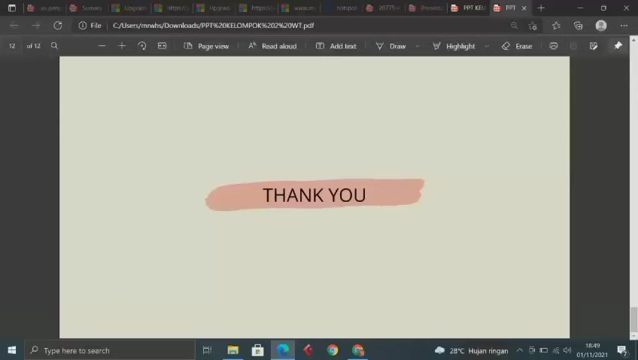 File
C:/Users/mrwhs/Downloads/PPT%20KELOMPOK%202%20WT.pdf
12 of 12
Page view
Read aloud
Add text
Draw
Highlight
Erase
THANK YOU
Type here to search
28°C Hujan ringan
18:49
01/11/2021